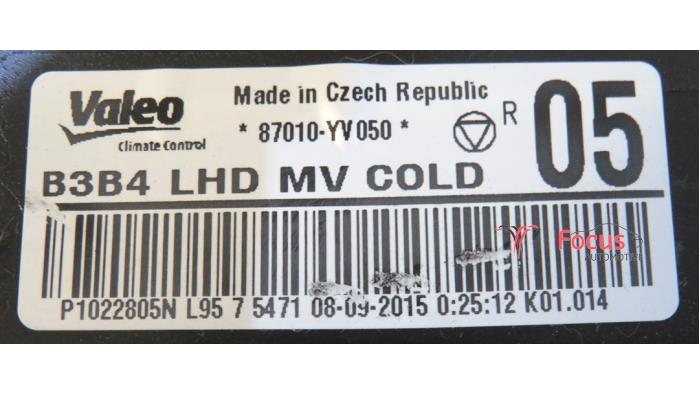 Valeo
Climate Control
Made in Czech Republic
* 87010-YV050 *
R
05
B3B4 LHD MV COLD
Focus
AUTOMOTIVE
P1022805N L95 7 5471 08-09-2015 0:25:12 K01.014